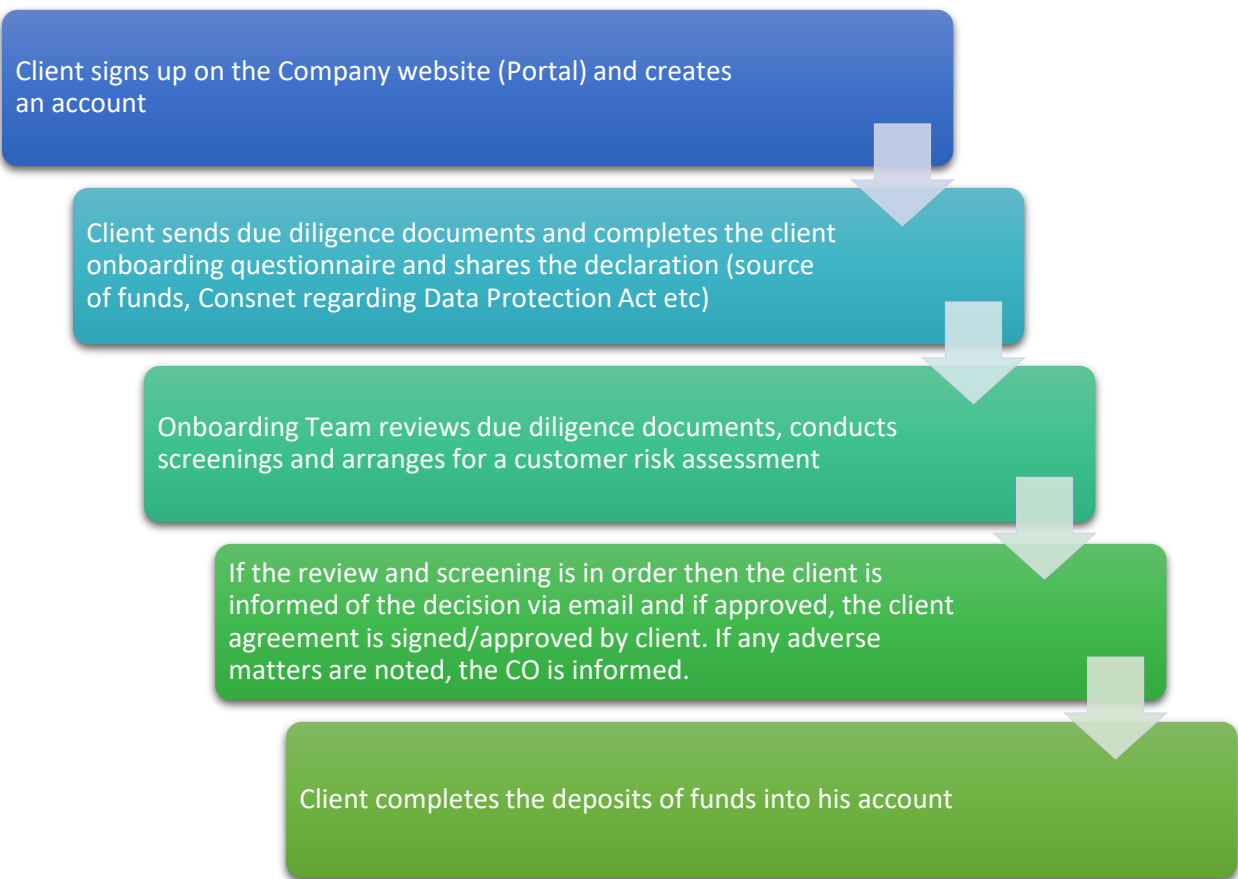 Client signs up on the Company website (Portal) and creates
an account
Client sends due diligence documents and completes the client
onboarding questionnaire and shares the declaration (source
of funds, Consnet regarding Data Protection Act etc)
Onboarding Team reviews due diligence documents, conducts
screenings and arranges for a customer risk assessment
If the review and screening is in order then the client is
informed of the decision via email and if approved, the client
agreement is signed/approved by client. If any adverse
matters are noted, the CO is informed.
Client completes the deposits of funds into his account